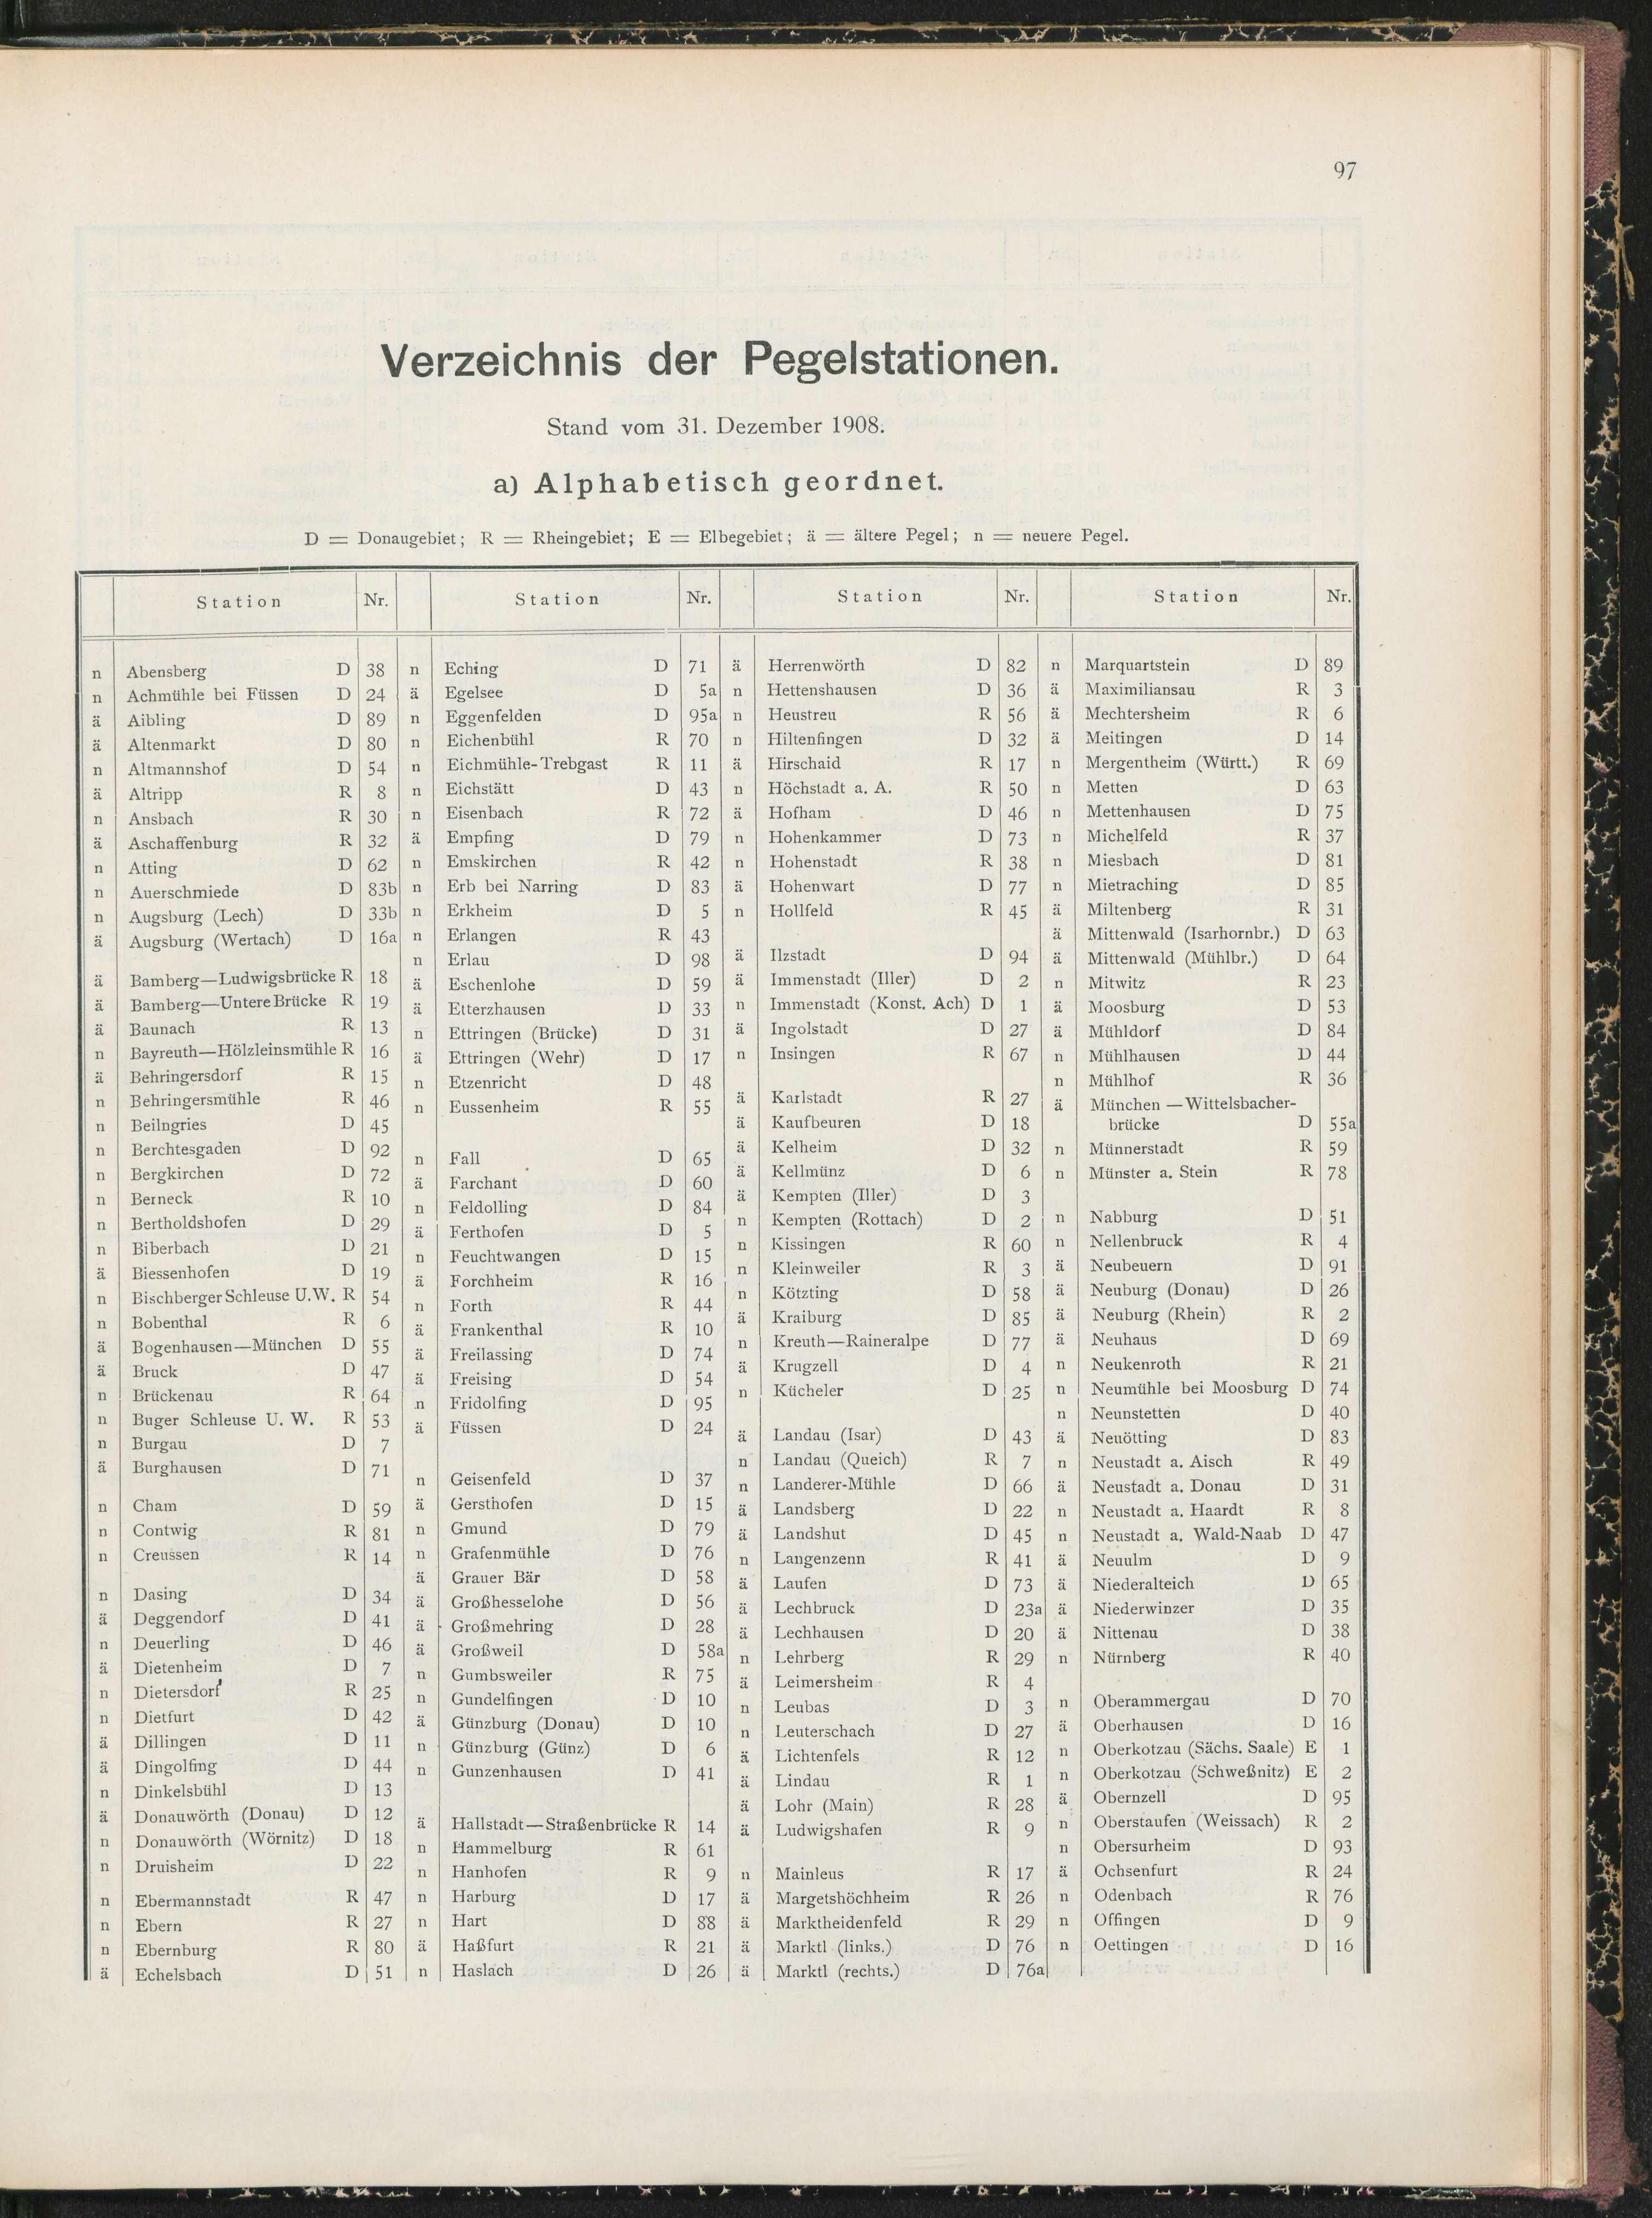 97
Verzeichnis der Pegelstationen.
Stand vom 31. Dezember 1908.
a) Alphabetisch geordnet.
D = Donaugebiet; R = Rheingebiet; E = Elbegebiet; ä = ältere Pegel; n = neuere Pegel.
Station Nr.
n Abensberg D 38
n Achmühle bei Füssen D 24
ä Aibling D 89
ä Altenmarkt D 80
n Altmannshof D 54
ä Altripp R 8
n Ansbach R 30
ä Aschaffenburg R 32
n Atting D 62
n Auerschmiede D 83b
n Augsburg (Lech) D 33b
ä Augsburg (Wertach) D 16a
ä Bamberg—Ludwigsbrücke R 18
ä Bamberg—Untere Brücke R 19
ä Baunach R 13
n Bayreuth—Hölzleinsmühle R 16
ä Behringersdorf R 15
n Behringersmühle R 46
n Beilngries D 45
n Berchtesgaden D 92
n Bergkirchen D 72
n Berneck R 10
n Bertholdshofen D 29
n Biberbach D 21
ä Biessenhofen D 19
n Bischberger Schleuse U.W. R 54
n Bobenthal R 6
ä Bogenhausen—München D 55
ä Bruck D 47
n Brückenau R 64
n Buger Schleuse U. W. R 53
n Burgau D 7
ä Burghausen D 71
n Cham D 59
n Contwig R 81
n Creussen R 14
n Dasing D 34
ä Deggendorf D 41
n Deuerling D 46
ä Dietenheim D 7
n Dietersdorf R 25
n Dietfurt D 42
ä Dillingen D 11
ä Dingolfing D 44
n Dinkelsbühl D 13
ä Donauwörth (Donau) D 12
n Donauwörth (Wörnitz) D 18
n Druisheim D 22
n Ebermannstadt R 47
n Ebern R 27
n Ebernburg R 80
ä Echelsbach D 51
Station Nr.
n Eching D 71
ä Egelsee D 5a
n Eggenfelden D 95a
n Eichenbühl R 70
n Eichmühle-Trebgast R 11
n Eichstätt D 43
n Eisenbach R 72
ä Empfing D 79
n Emskirchen R 42
n Erb bei Narring D 83
n Erkheim D 5
n Erlangen R 43
n Erlau D 98
ä Eschenlohe D 59
ä Etterzhausen D 33
n Ettringen (Brücke) D 31
ä Ettringen (Wehr) D 17
n Etzenricht D 48
n Eussenheim R 55
n Fall D 65
ä Farchant D 60
n Feldolling D 84
ä Ferthofen D 5
n Feuchtwangen D 15
ä Forchheim R 16
n Forth R 44
ä Frankenthal R 10
ä Freilassing D 74
ä Freising D 54
n Fridolfing D 95
ä Füssen D 24
n Geisenfeld D 37
ä Gersthofen D 15
n Gmund D 79
n Grafenmühle D 76
ä Grauer Bär D 58
ä Großhesselohe D 56
ä Großmehring D 28
ä Großweil D 58a
n Gumbsweiler R 75
n Gundelfingen D 10
ä Günzburg (Donau) D 10
n Günzburg (Günz) D 6
n Gunzenhausen D 41
ä Hallstadt—Straßenbrücke R 14
n Hammelburg R 61
n Hanhofen R 9
n Harburg D 17
n Hart D 88
ä Haßfurt R 21
n Haslach D 26
Station Nr.
ä Herrenwörth D 82
n Hettenshausen D 36
n Heustreu R 56
n Hiltenfingen D 32
ä Hirschaid R 17
n Höchstadt a. A. R 50
ä Hofham D 46
n Hohenkammer D 73
n Hohenstadt R 38
ä Hohenwart D 77
n Hollfeld R 45
ä Ilzstadt D 94
ä Immenstadt (Iller) D 2
n Immenstadt (Konst. Ach) D 1
ä Ingolstadt D 27
n Insingen R 67
ä Karlstadt R 27
ä Kaufbeuren D 18
ä Kelheim D 32
ä Kellmünz D 6
ä Kempten (Iller) D 3
n Kempten (Rottach) D 2
n Kissingen R 60
n Kleinweiler R 3
n Kötzting D 58
ä Kraiburg D 85
n Kreuth—Raineralpe D 77
ä Krugzell D 4
n Kücheler D 25
ä Landau (Isar) D 43
n Landau (Queich) R 7
n Landerer-Mühle D 66
ä Landsberg D 22
ä Landshut D 45
n Langenzenn R 41
ä Laufen D 73
ä Lechbruck D 23a
ä Lechhausen D 20
n Lehrberg R 29
ä Leimersheim R 4
n Leubas D 3
n Leuterschach D 27
ä Lichtenfels R 12
ä Lindau R 1
ä Lohr (Main) R 28
ä Ludwigshafen R 9
n Mainleus R 17
ä Margetshöchheim R 26
ä Marktheidenfeld R 29
ä Marktl (links.) D 76
ä Marktl (rechts.) D 76a
Station Nr.
n Marquartstein D 89
ä Maximiliansau R 3
ä Mechtersheim R 6
ä Meitingen D 14
n Mergentheim (Württ.) R 69
n Metten D 63
n Mettenhausen D 75
n Michelfeld R 37
n Miesbach D 81
n Mietraching D 85
ä Miltenberg R 31
ä Mittenwald (Isarhornbr.) D 63
ä Mittenwald (Mühlbr.) D 64
n Mitwitz R 23
ä Moosburg D 53
ä Mühldorf D 84
n Mühlhausen D 44
n Mühlhof R 36
ä München—Wittelsbacher-
brücke D 55a
n Münnerstadt R 59
n Münster a. Stein R 78
n Nabburg D 51
n Nellenbruck R 4
ä Neubeuern D 91
ä Neuburg (Donau) D 26
ä Neuburg (Rhein) R 2
ä Neuhaus D 69
n Neukenroth R 21
n Neumühle bei Moosburg D 74
n Neunstetten D 40
ä Neuötting D 83
n Neustadt a. Aisch R 49
ä Neustadt a. Donau D 31
n Neustadt a. Haardt R 8
n Neustadt a. Wald-Naab D 47
ä Neuulm D 9
ä Niederalteich D 65
ä Niederwinzer D 35
ä Nittenau D 38
n Nürnberg R 40
n Oberammergau D 70
ä Oberhausen D 16
n Oberkotzau (Sächs. Saale) E 1
n Oberkotzau (Schweßnitz) E 2
ä Obernzell D 95
n Oberstaufen (Weissach) R 2
n Obersurheim D 93
ä Ochsenfurt R 24
n Odenbach R 76
n Offingen D 9
n Oettingen D 16